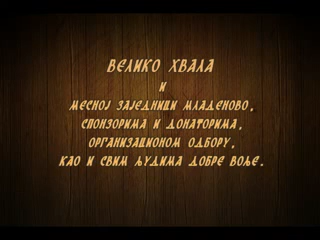 ВЕЛИКО ХВАЛА
И
МЕСНОЈ ЗАЈЕДНИЦИ МЛАДЕНОВО,
СПОНЗОРИМА И ДОНАТОРИМА,
ОРГАНИЗАЦИОНОМ ОДБОРУ,
КАО И СВИМ ЉУДИМА ДОБРЕ ВОЉЕ.